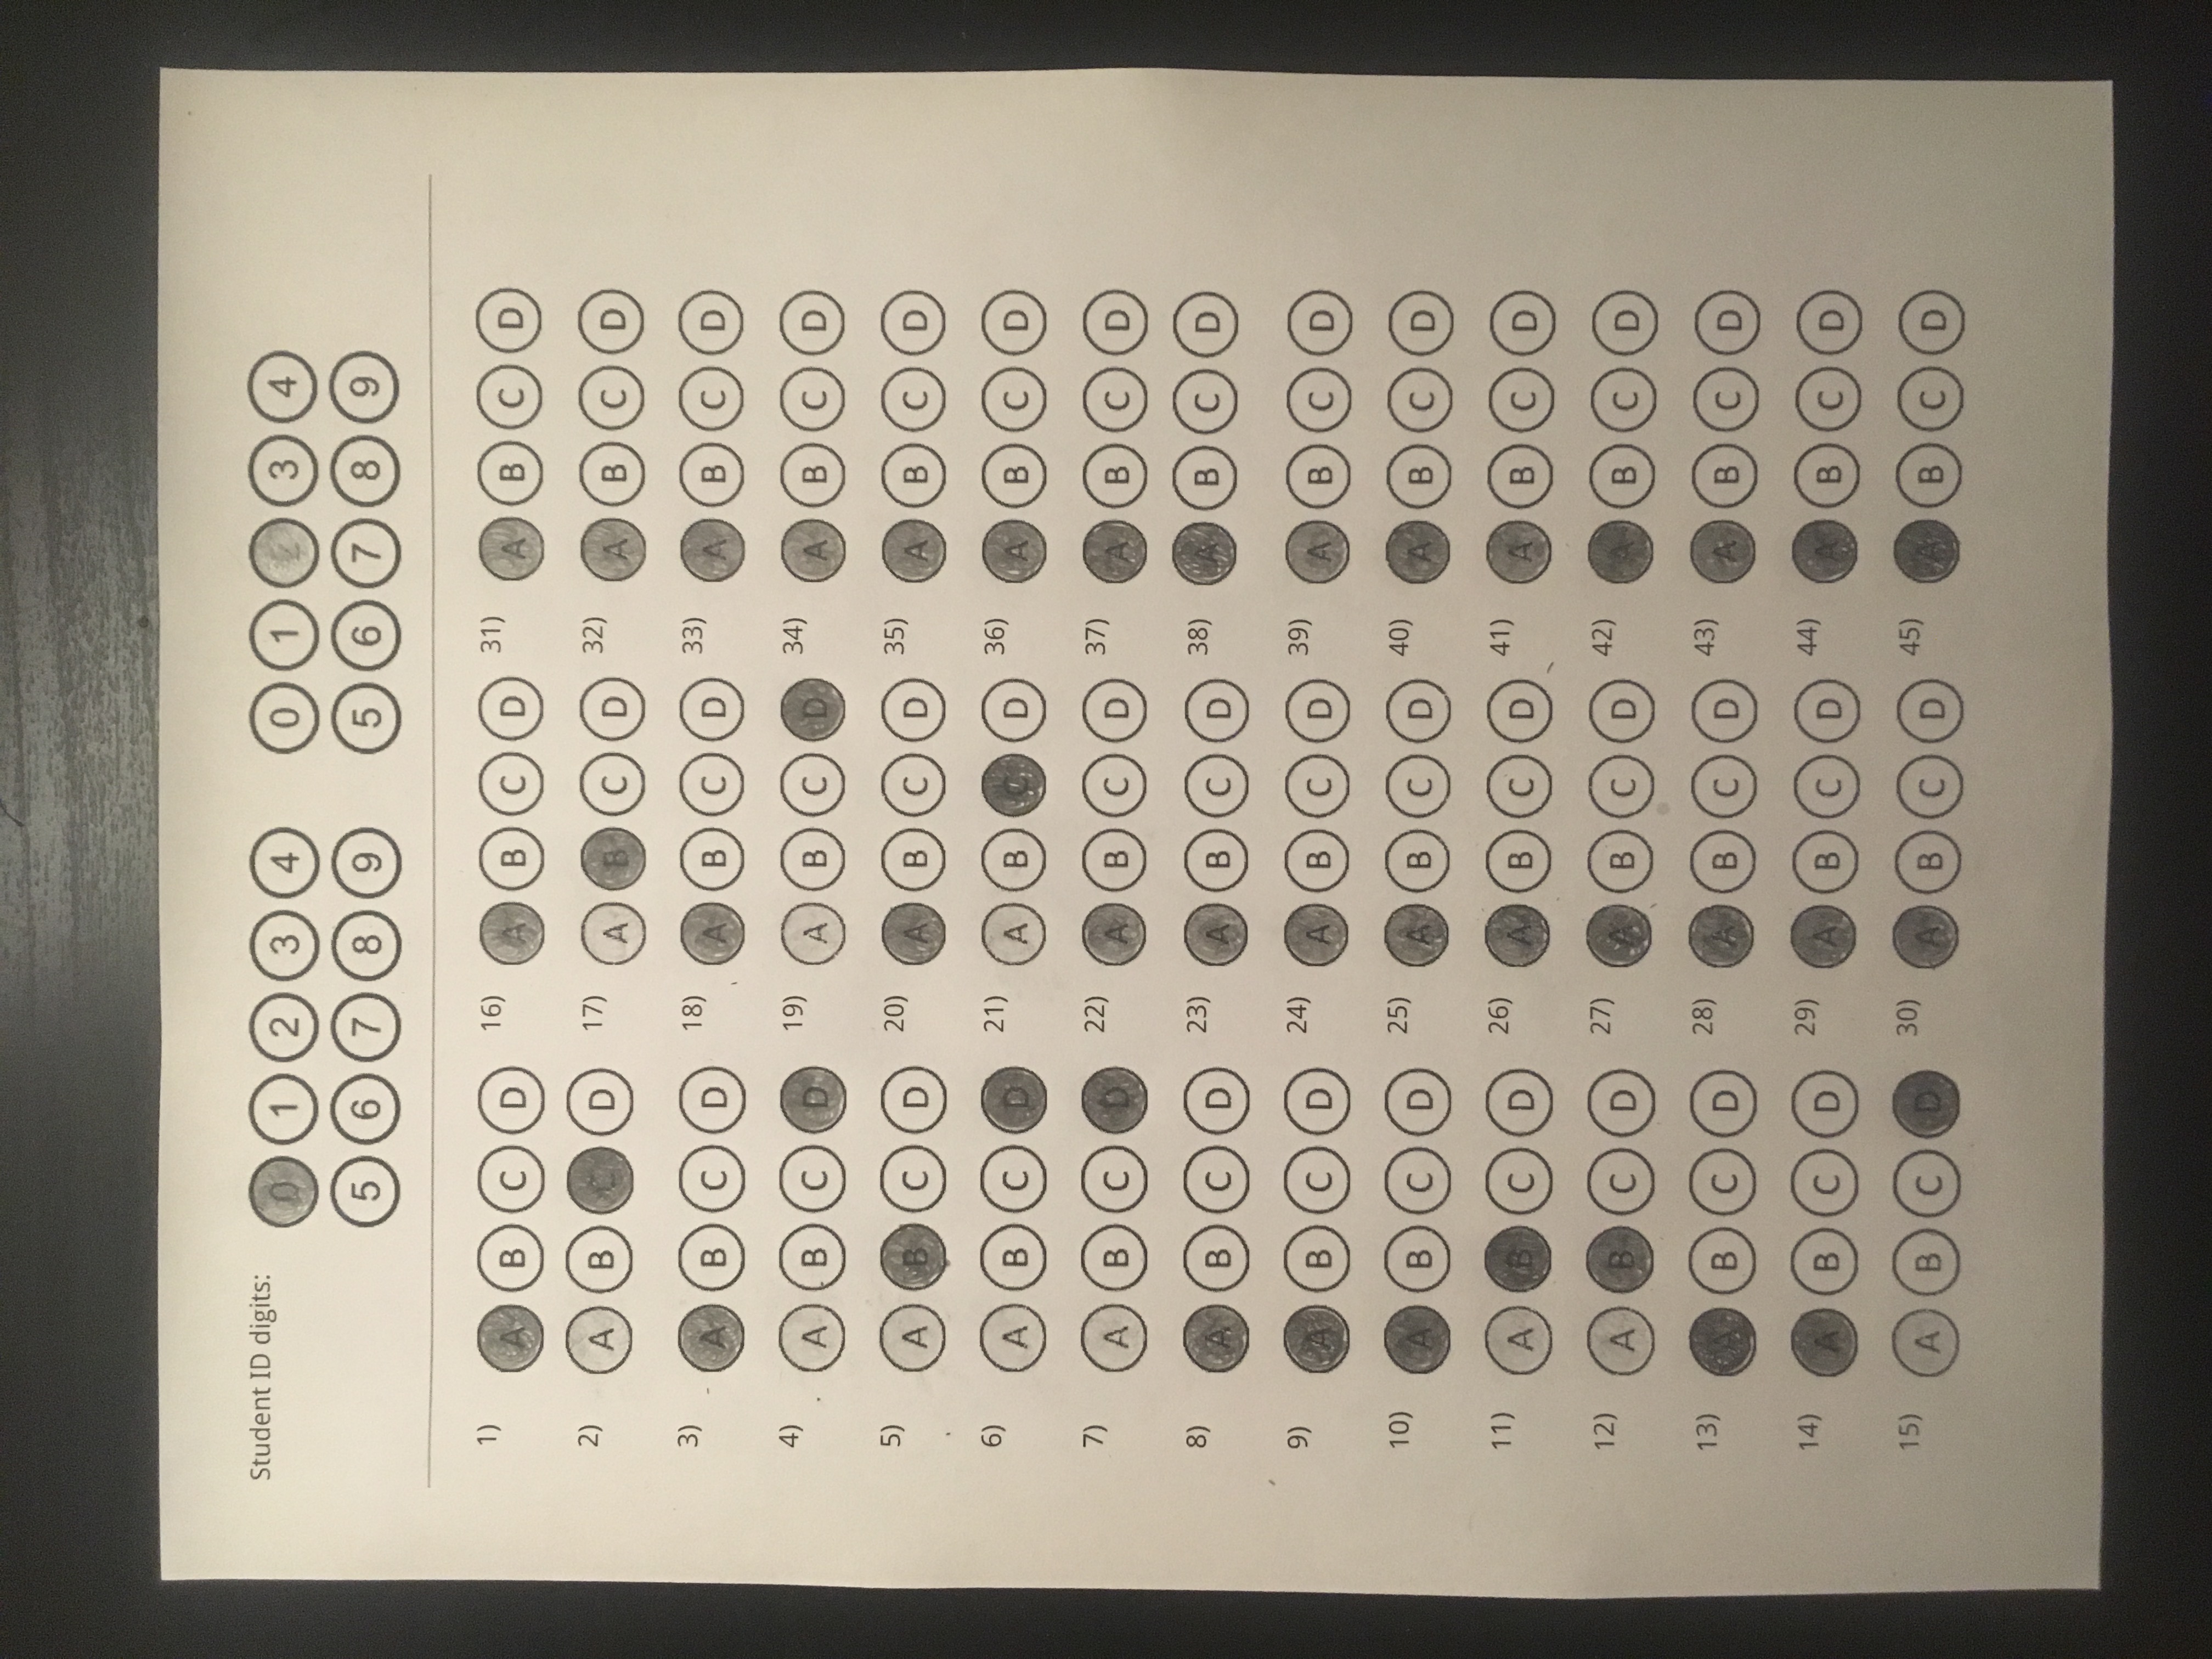 Student ID digits: 0 1 2 3 4 0 1 2 3 4
5 6 7 8 9 5 6 7 8 9
1) A B C D 16) A B C D 31) A B C D
2) A B C D 17) A B C D 32) A B C D
3) A B C D 18) A B C D 33) A B C D
4) A B C D 19) A B C D 34) A B C D
5) A B C D 20) A B C D 35) A B C D
6) A B C D 21) A B C D 36) A B C D
7) A B C D 22) A B C D 37) A B C D
8) A B C D 23) A B C D 38) A B C D
9) A B C D 24) A B C D 39) A B C D
10) A B C D 25) A B C D 40) A B C D
11) A B C D 26) A B C D 41) A B C D
12) A B C D 27) A B C D 42) A B C D
13) A B C D 28) A B C D 43) A B C D
14) A B C D 29) A B C D 44) A B C D
15) A B C D 30) A B C D 45) A B C D